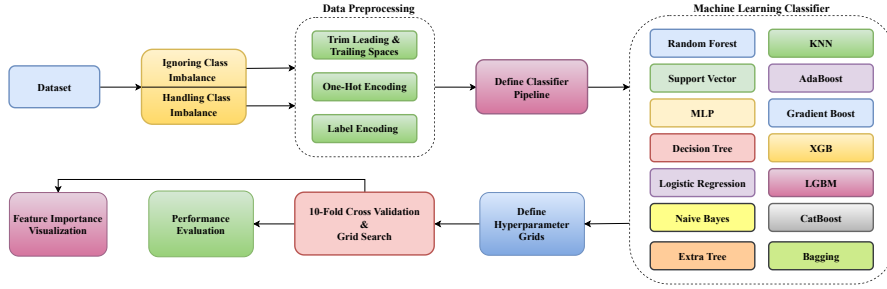 Data Preprocessing
Machine Learning Classifier
Dataset
Ignoring Class
Imbalance
Handling Class
Imbalance
Trim Leading &
Trailing Spaces
One-Hot Encoding
Label Encoding
Define Classifier
Pipeline
Random Forest
KNN
Support Vector
AdaBoost
MLP
Gradient Boost
Decision Tree
XGB
Logistic Regression
LGBM
Naive Bayes
CatBoost
Extra Tree
Bagging
Feature Importance
Visualization
Performance
Evaluation
10-Fold Cross Validation
&
Grid Search
Define
Hyperparameter
Grids